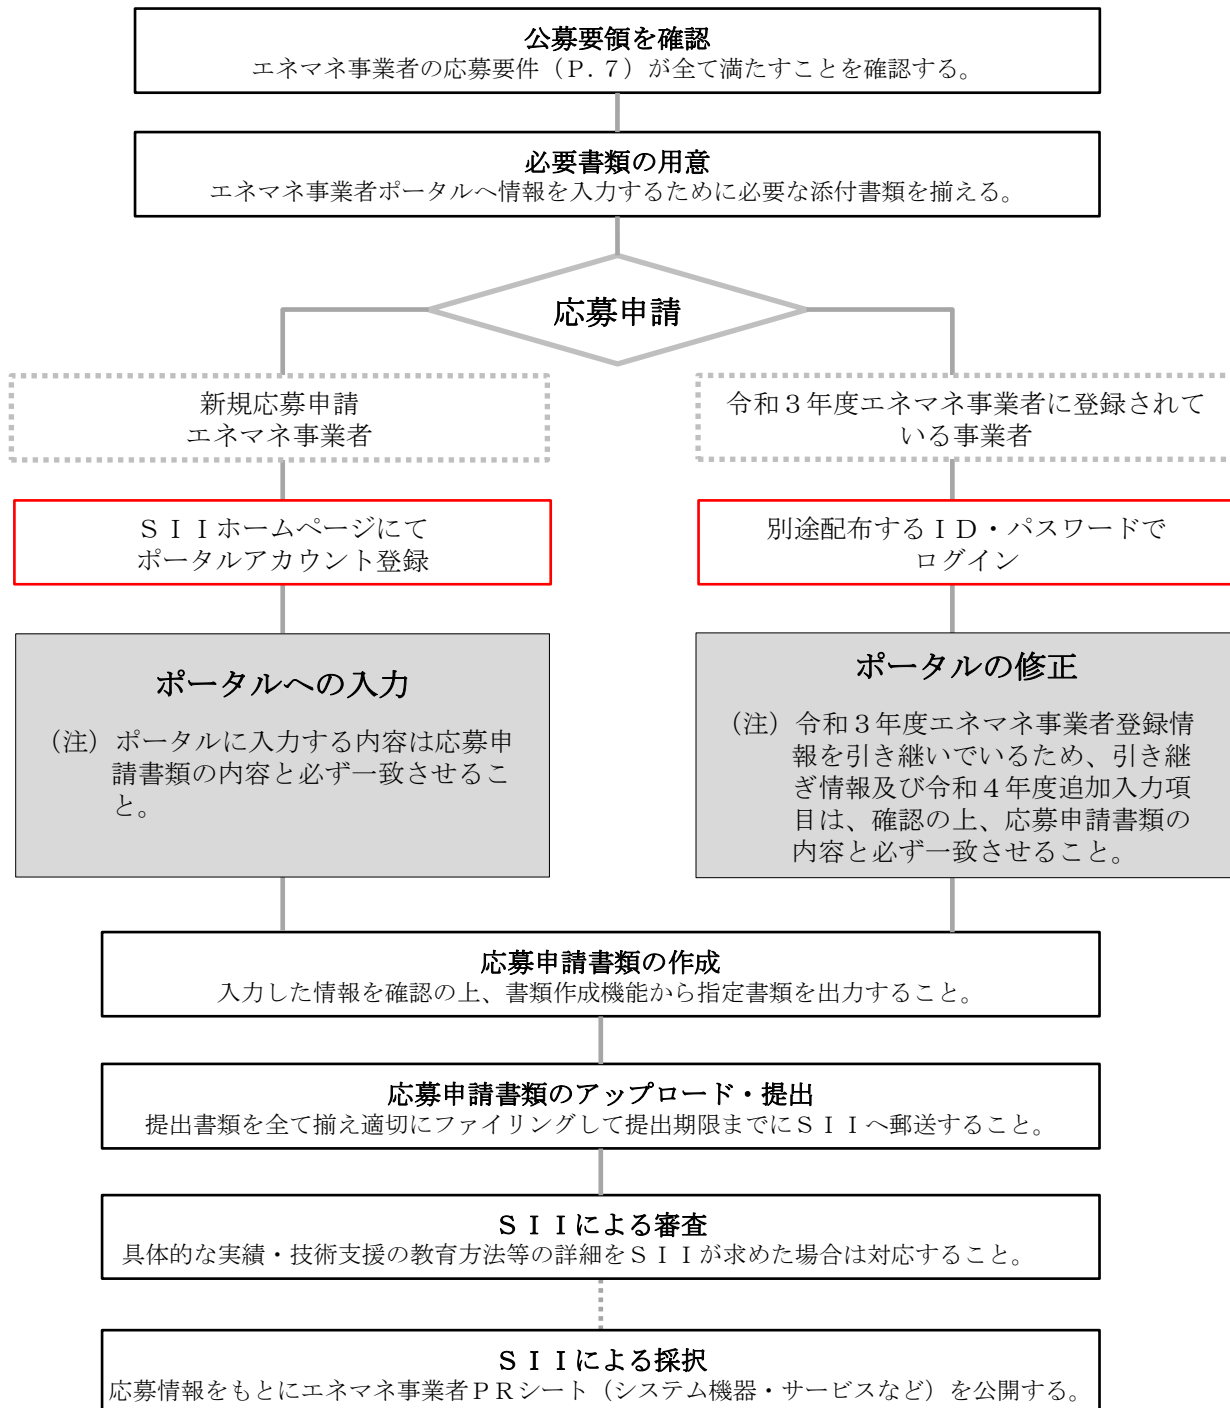 公募要領を確認
エネマネ事業者の応募要件（Ｐ．７）が全て満たすことを確認する。
必要書類の用意
エネマネ事業者ポータルへ情報を入力するために必要な添付書類を揃える。
応募申請
新規応募申請
エネマネ事業者
令和３年度エネマネ事業者に登録されて
いる事業者
ＳＩＩホームページにて
ポータルアカウント登録
別途配布するＩＤ・パスワードで
ログイン
ポータルへの入力
（注）ポータルに入力する内容は応募申
請書類の内容と必ず一致させるこ
と。
ポータルの修正
（注）令和３年度エネマネ事業者登録情
報を引き継いでいるため、引き継
ぎ情報及び令和４年度追加入力項
目は、確認の上、応募申請書類の
内容と必ず一致させること。
応募申請書類の作成
入力した情報を確認の上、書類作成機能から指定書類を出力すること。
応募申請書類のアップロード・提出
提出書類を全て揃え適切にファイリングして提出期限までにＳＩＩへ郵送すること。
ＳＩＩによる審査
具体的な実績・技術支援の教育方法等の詳細をＳＩＩが求めた場合は対応すること。
ＳＩＩによる採択
応募情報をもとにエネマネ事業者ＰＲシート（システム機器・サービスなど）を公開する。